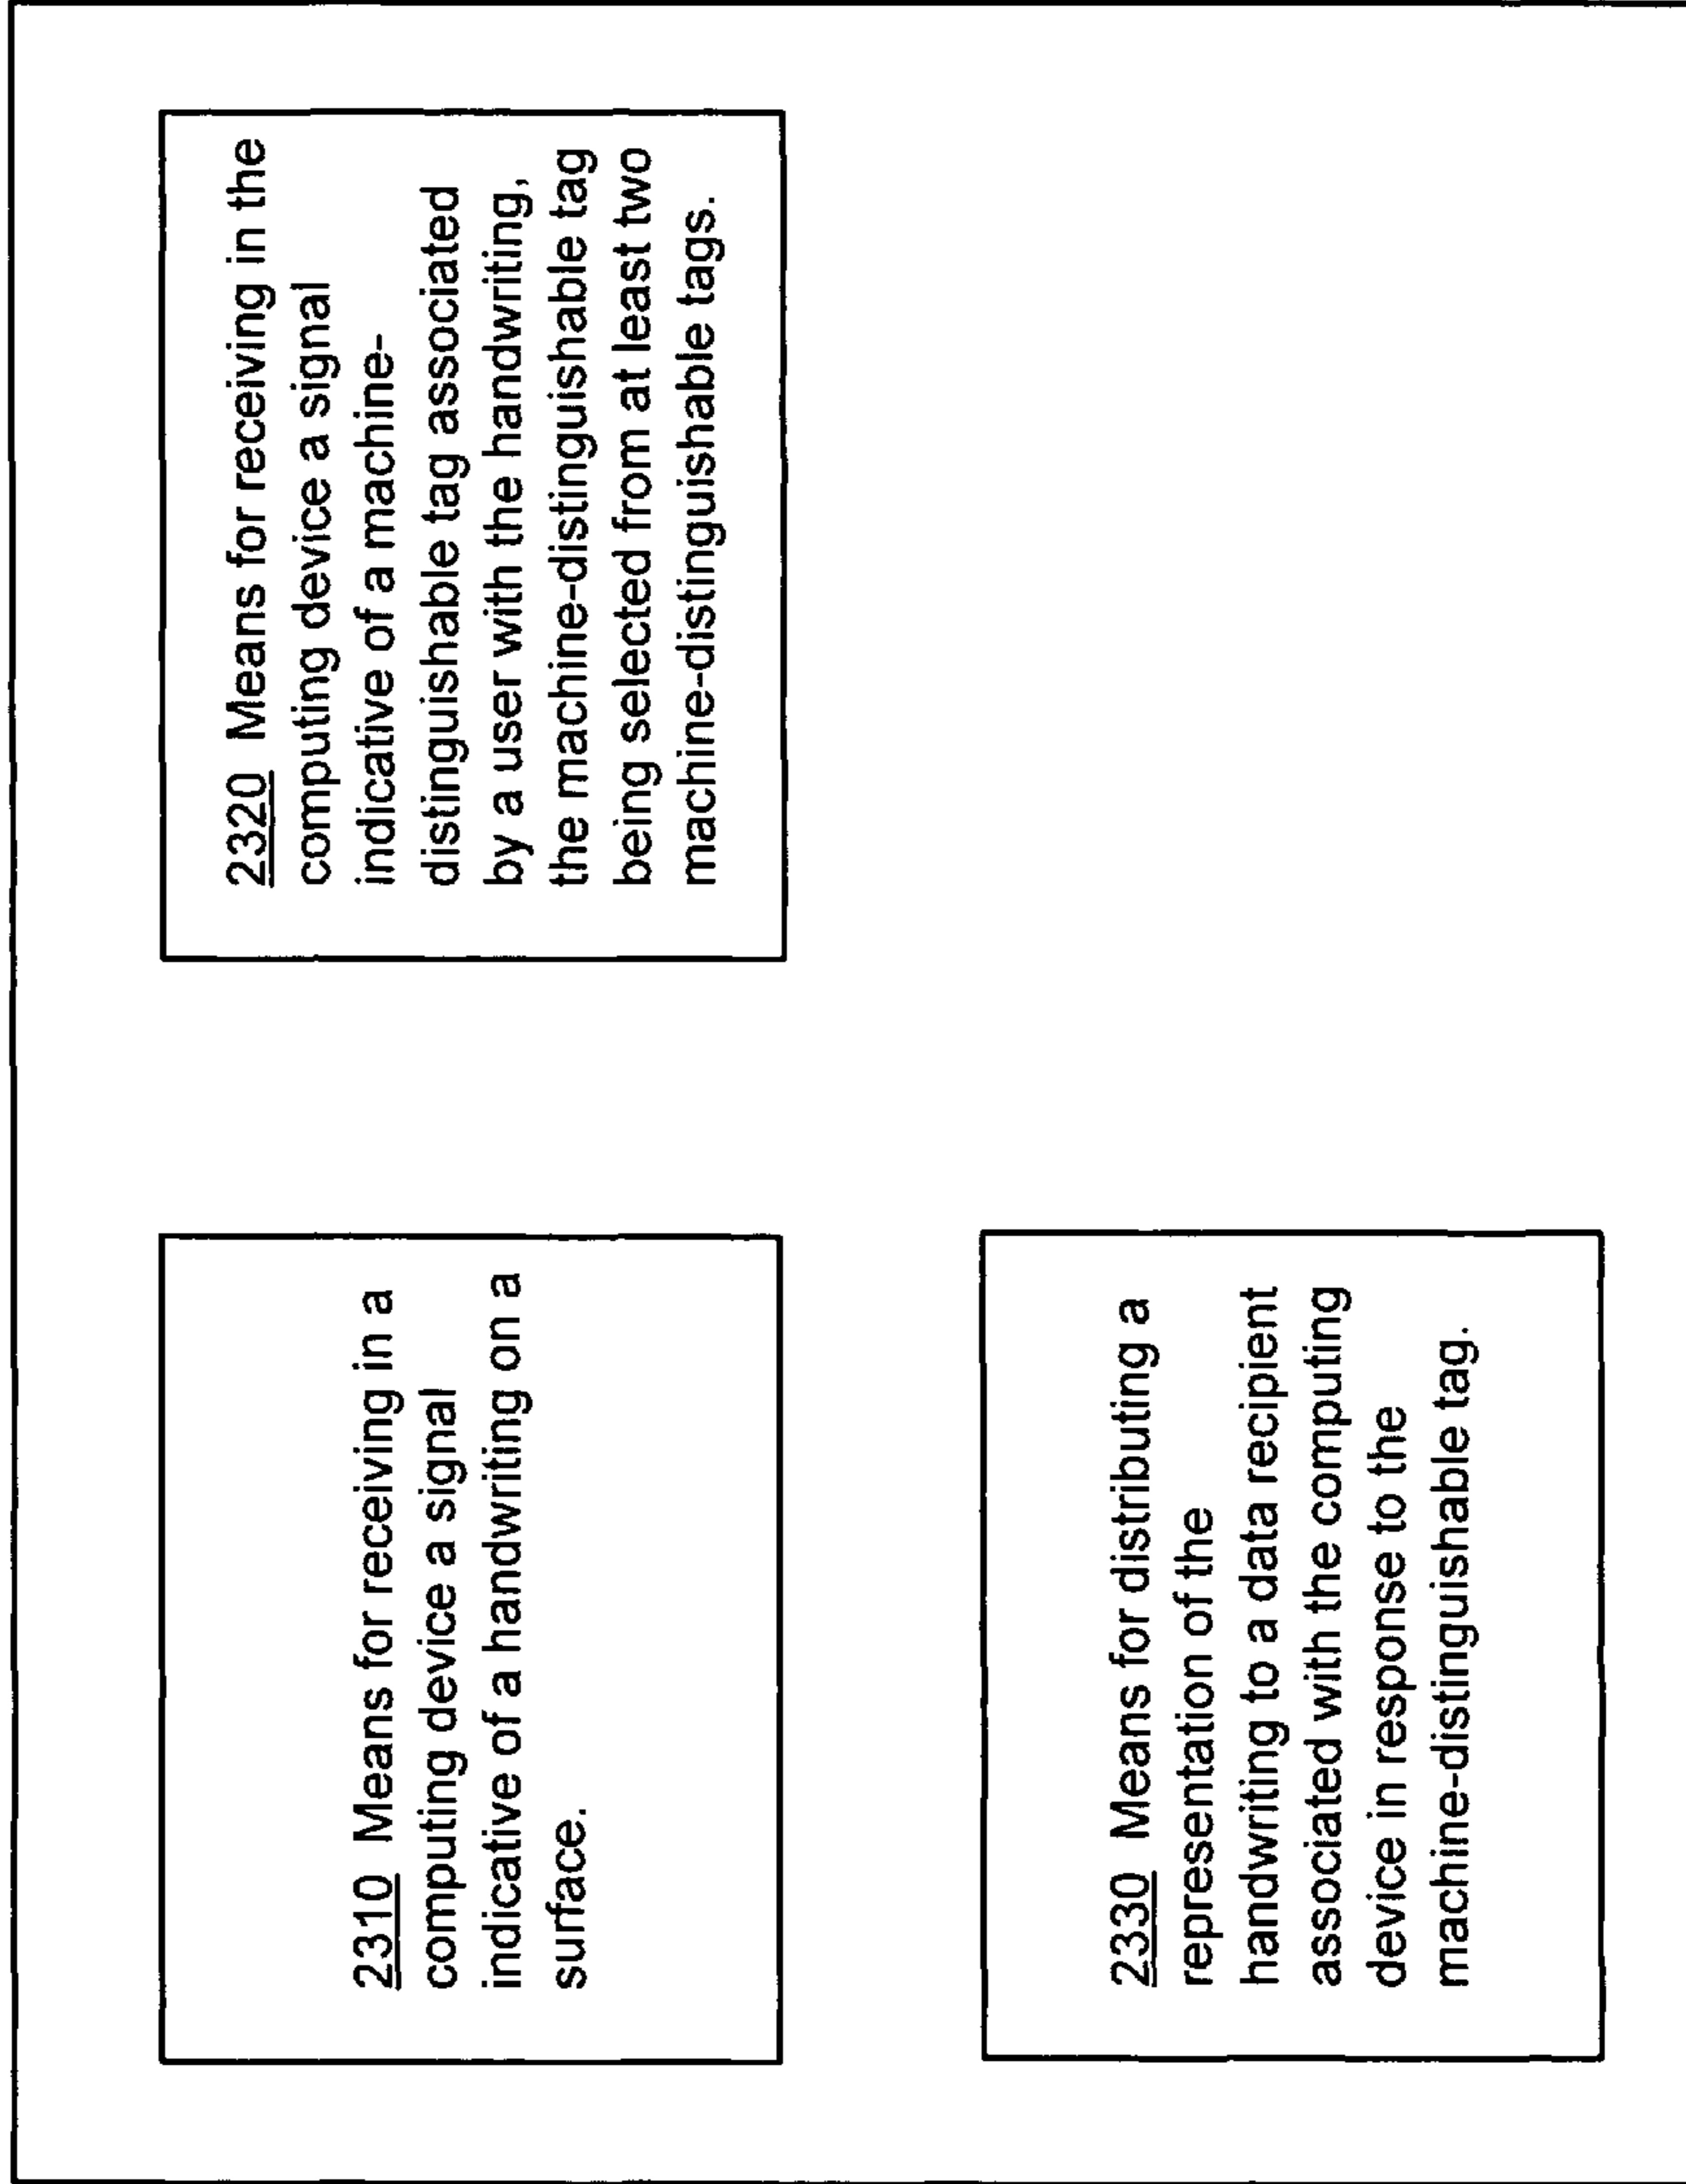 2310 Means for receiving in a
computing device a signal
indicative of a handwriting on a
surface.
2320 Means for receiving in the
computing device a signal
indicative of a machine-
distinguishable tag associated
by a user with the handwriting,
the machine-distinguishable tag
being selected from at least two
machine-distinguishable tags.
2330 Means for distributing a
representation of the
handwriting to a data recipient
associated with the computing
device in response to the
machine-distinguishable tag.